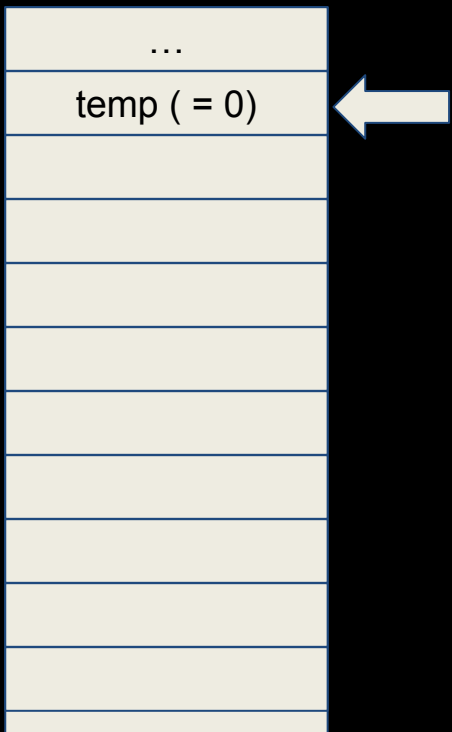 …
temp ( = 0)